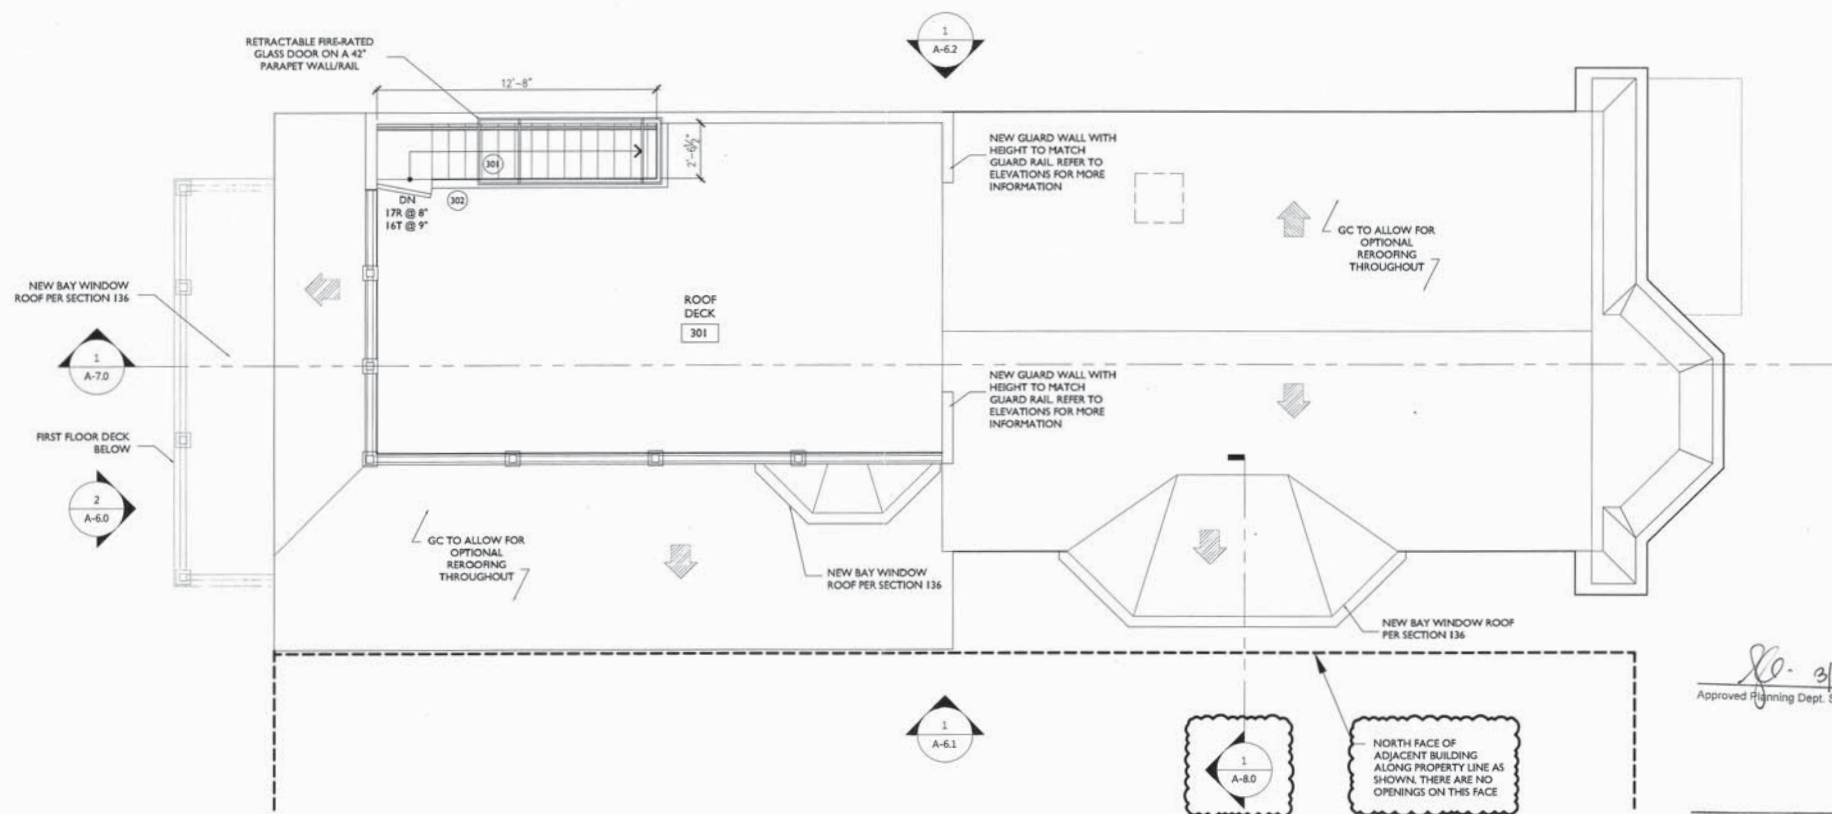 RETRACTABLE FIRE-RATED
GLASS DOOR ON A 42"
PARAPET WALL/RAIL
12'-8"
1
A-6.2
2'-6½"
301
DN
17R @ 8"
16T @ 9"
302
NEW GUARD WALL WITH
HEIGHT TO MATCH
GUARD RAIL. REFER TO
ELEVATIONS FOR MORE
INFORMATION
GC TO ALLOW FOR
OPTIONAL
REROOFING
THROUGHOUT
NEW BAY WINDOW
ROOF PER SECTION 136
ROOF
DECK
301
1
A-7.0
NEW GUARD WALL WITH
HEIGHT TO MATCH
GUARD RAIL. REFER TO
ELEVATIONS FOR MORE
INFORMATION
FIRST FLOOR DECK
BELOW
2
A-6.0
GC TO ALLOW FOR
OPTIONAL
REROOFING
THROUGHOUT
NEW BAY WINDOW
ROOF PER SECTION 136
NEW BAY WINDOW ROOF
PER SECTION 136
3/
Approved Planning Dept.
1
A-6.1
1
A-8.0
NORTH FACE OF
ADJACENT BUILDING
ALONG PROPERTY LINE AS
SHOWN. THERE ARE NO
OPENINGS ON THIS FACE